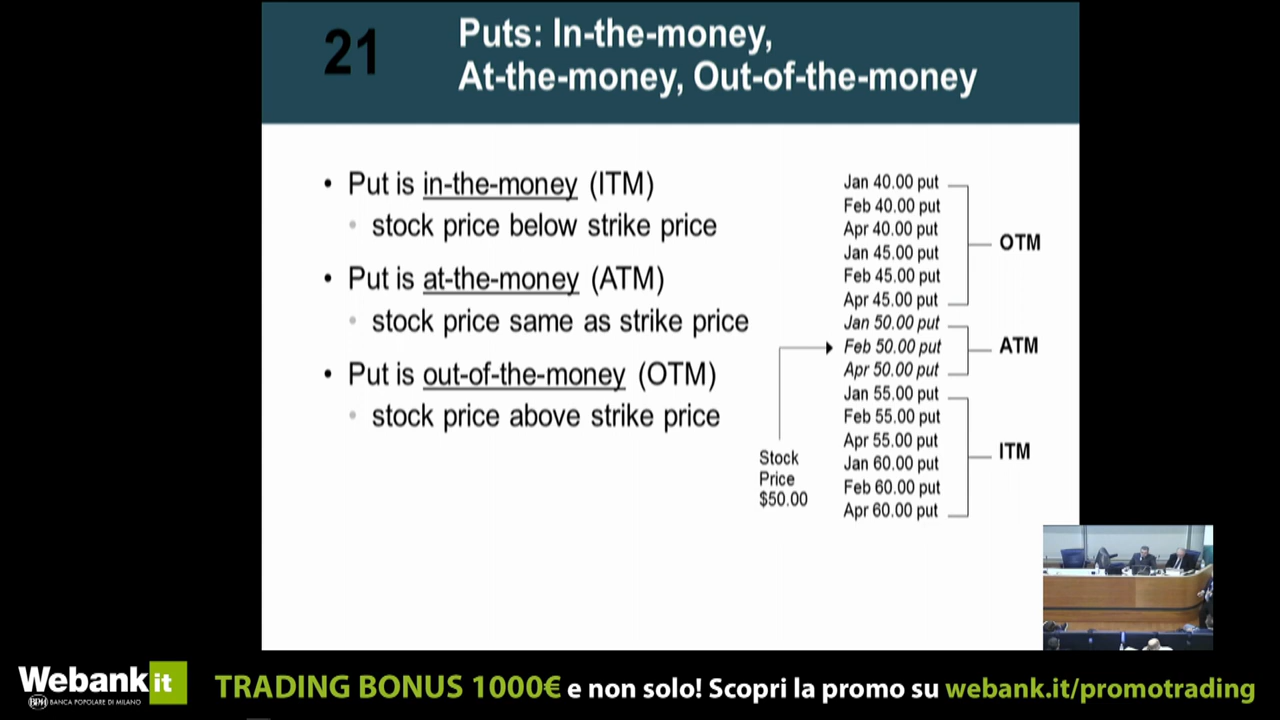 21
Puts: In-the-money,
At-the-money, Out-of-the-money
• Put is in-the-money (ITM)
• stock price below strike price
• Put is at-the-money (ATM)
• stock price same as strike price
• Put is out-of-the-money (OTM)
• stock price above strike price
Jan 40.00 put
Feb 40.00 put
Apr 40.00 put
Jan 45.00 put
Feb 45.00 put
Apr 45.00 put
OTM
Jan 50.00 put
Feb 50.00 put
Apr 50.00 put
ATM
Jan 55.00 put
Feb 55.00 put
Apr 55.00 put
Jan 60.00 put
Feb 60.00 put
Apr 60.00 put
ITM
Stock
Price
$50.00
Webank it
BPM BANCA POPOLARE DI MILANO
TRADING BONUS 1000€ e non solo! Scopri la promo su webank.it/promotrading